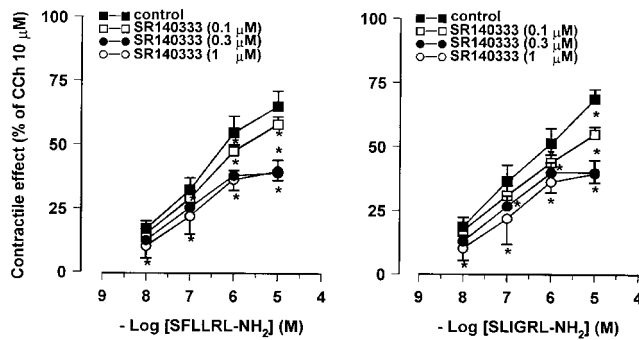 control
SR140333 (0.1 μM)
SR140333 (0.3 μM)
SR140333 (1 μM)
Contractile effect (% of CCh 10 μM)
100
75
50
25
0
9 8 7 6 5 4
- Log [SFLLRL-NH2] (M)
control
SR140333 (0.1 μM)
SR140333 (0.3 μM)
SR140333 (1 μM)
100
75
50
25
0
9 8 7 6 5 4
- Log [SLIGRL-NH2] (M)